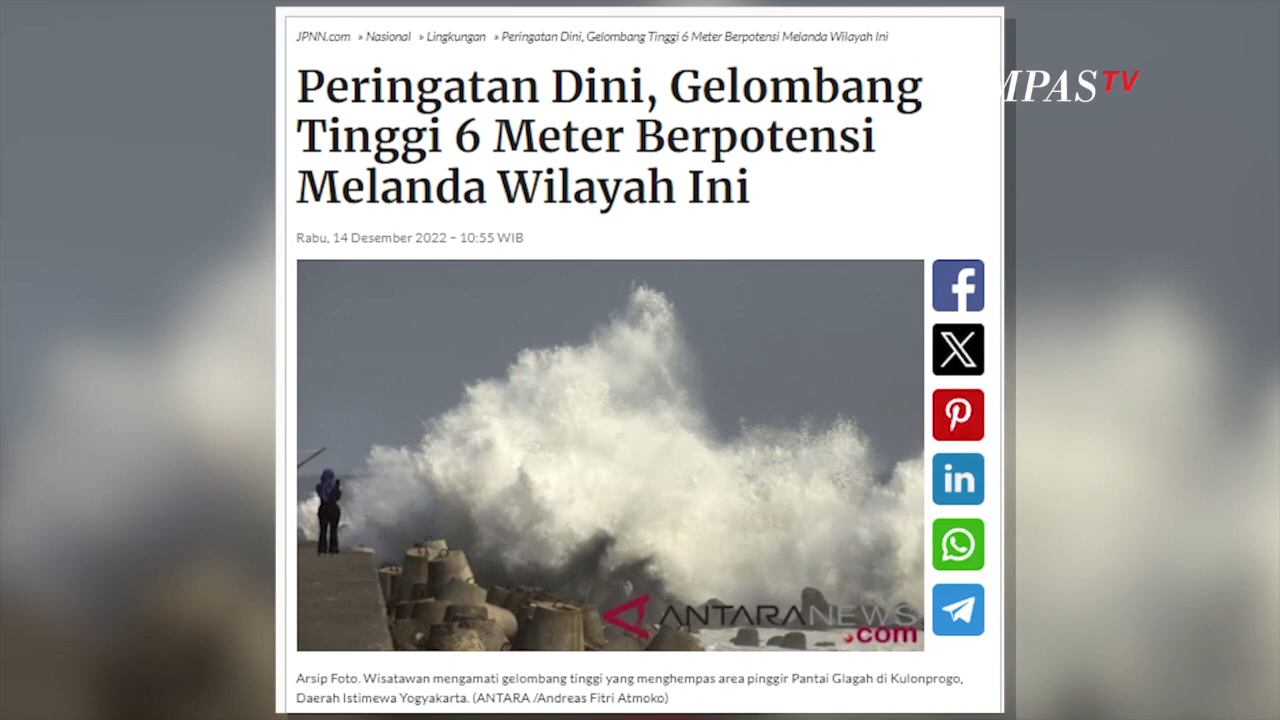 JPNN.com » Nasional » Lingkungan » Peringatan Dini, Gelombang Tinggi 6 Meter Berpotensi Melanda Wilayah Ini
Peringatan Dini, Gelombang
Tinggi 6 Meter Berpotensi
Melanda Wilayah Ini
MPAS TV
Rabu, 14 Desember 2022 – 10:55 WIB
ANTARANEWS
.com
Arsip Foto. Wisatawan mengamati gelombang tinggi yang menghempas area pinggir Pantai Glagah di Kulonprogo,
Daerah Istimewa Yogyakarta. (ANTARA /Andreas Fitri Atmoko)